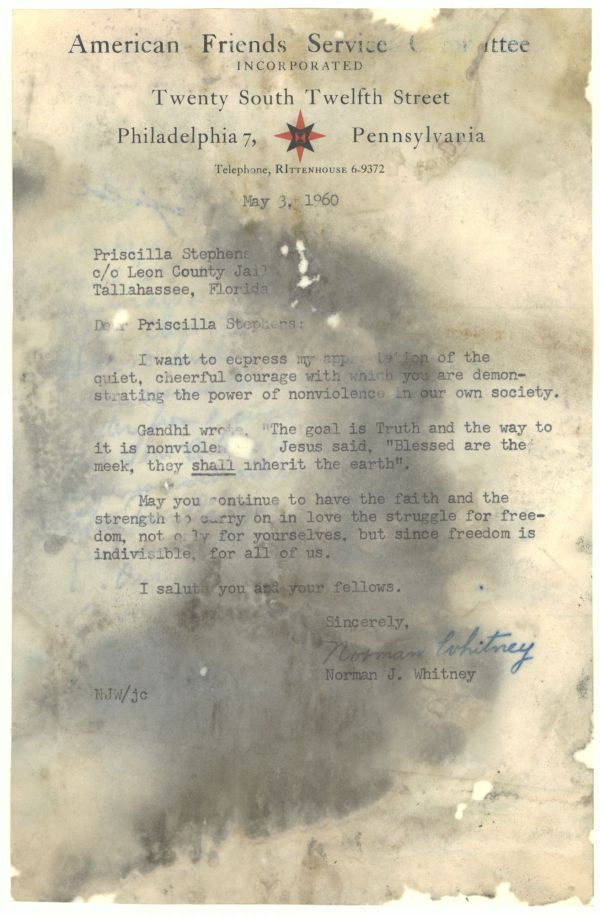 American Friends Service Committee
INCORPORATED
Twenty South Twelfth Street
Philadelphia 7, Pennsylvania
Telephone, RITTENHOUSE 6-9372
May 3, 1960
Priscilla Stephens
c/o Leon County Jail
Tallahassee, Florida
Dear Priscilla Stephens:
I want to ecpress my appreciation of the
quiet, cheerful courage with which you are demon-
strating the power of nonviolence in our own society.
Gandhi wrote, "The goal is Truth and the way to
it is nonviolence". Jesus said, "Blessed are the
meek, they shall inherit the earth".
May you continue to have the faith and the
strength to carry on in love the struggle for free-
dom, not only for yourselves, but since freedom is
indivisible, for all of us.
I salute you and your fellows.
Sincerely,
Norman Whitney
Norman J. Whitney
NJW/jc